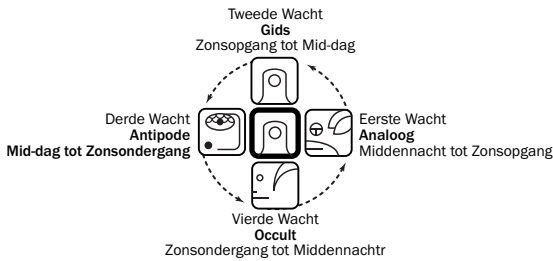 Tweede Wacht
Gids
Zonsopgang tot Mid-dag
Derde Wacht
Antipode
Mid-dag tot Zonsondergang
Eerste Wacht
Analoog
Middennacht tot Zonsopgang
Vierde Wacht
Occult
Zonsondergang tot Middennachtr